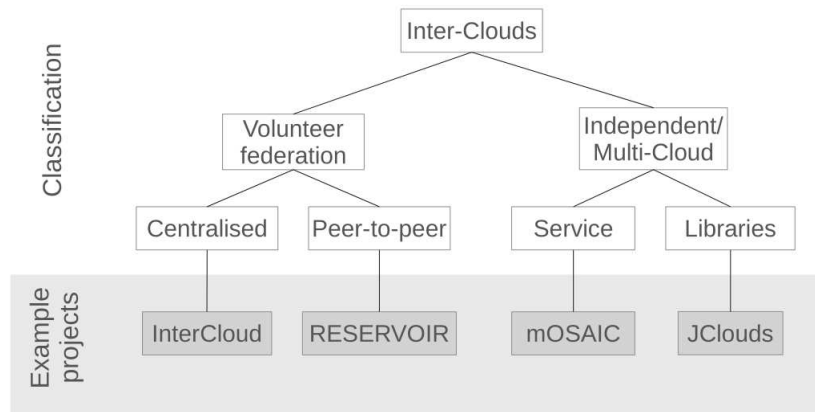 Inter-Clouds
Classification
Volunteer
federation
Independent/
Multi-Cloud
Centralised
Peer-to-peer
Service
Libraries
Example
projects
InterCloud
RESERVOIR
mOSAIC
JClouds